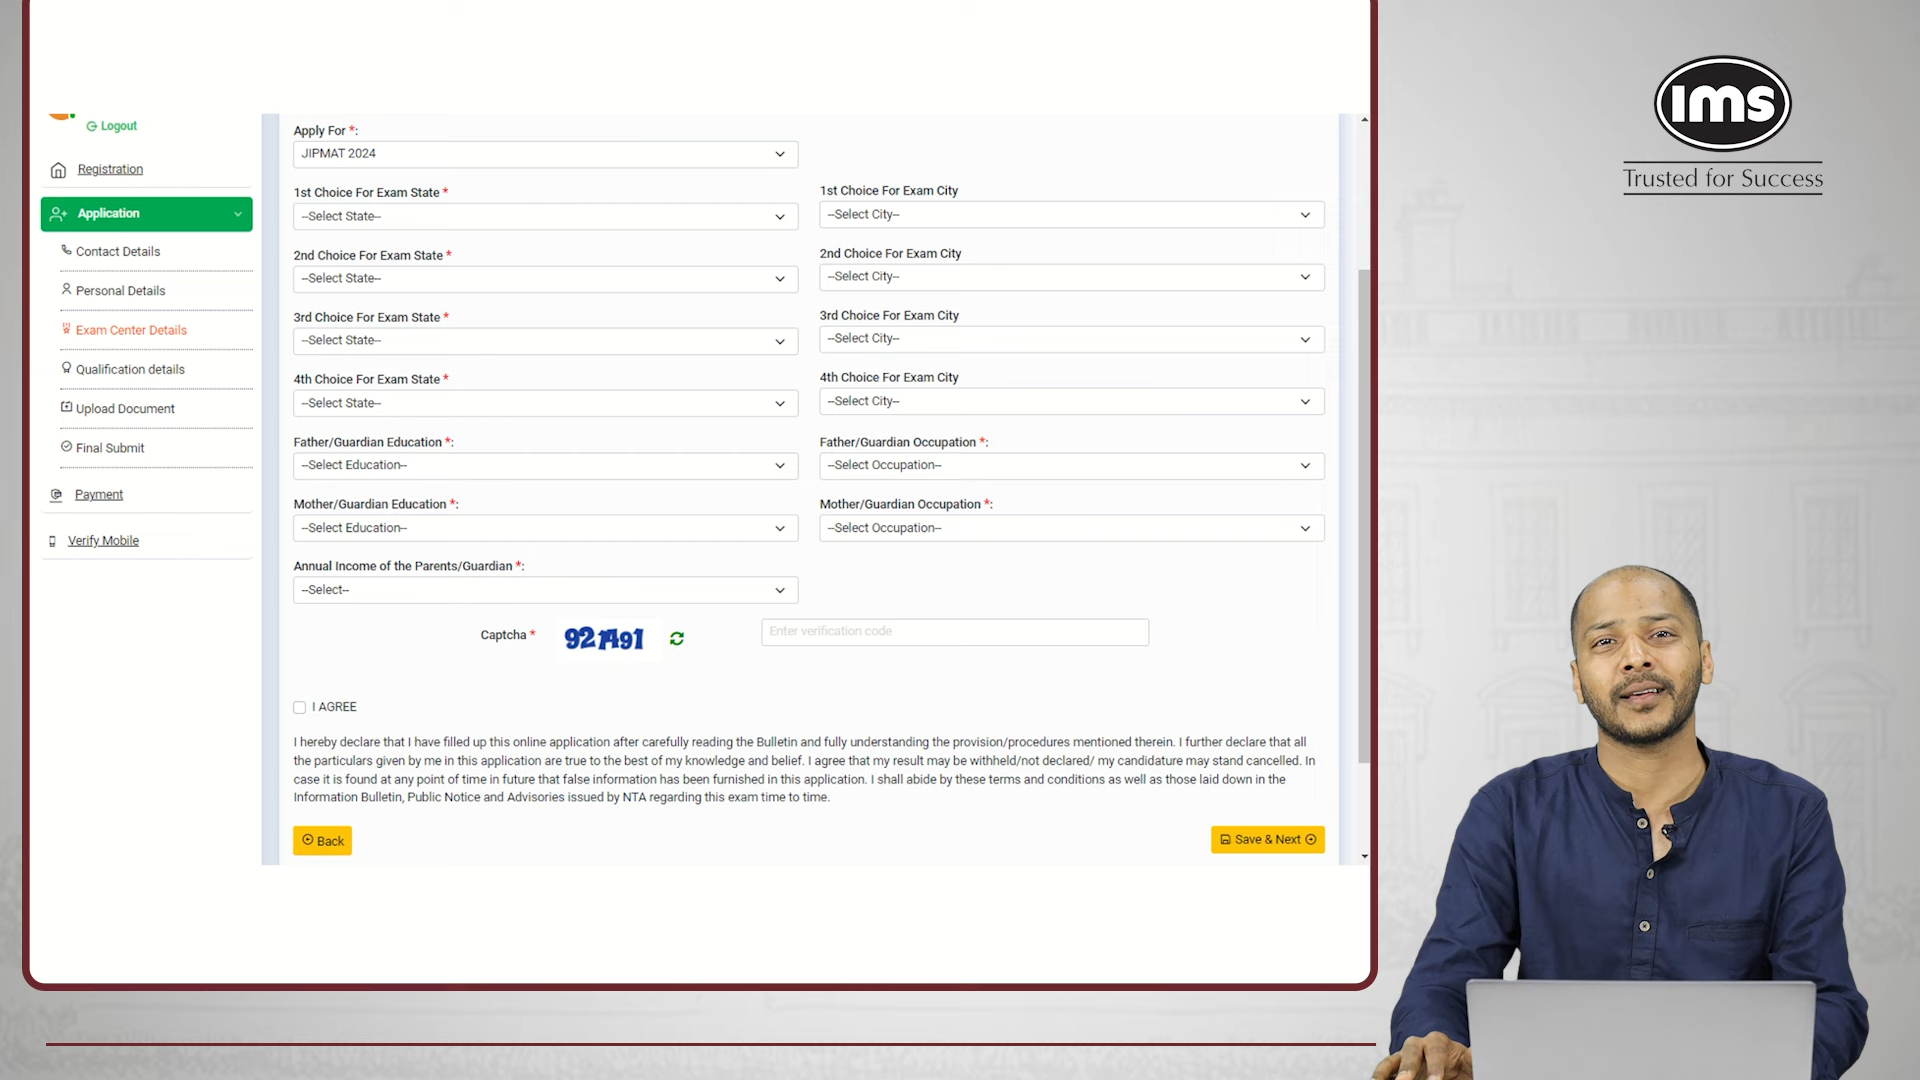 Logout
Registration
Application
Contact Details
Personal Details
Exam Center Details
Qualification details
Upload Document
Final Submit
Payment
Verify Mobile
Apply For *:
JIPMAT 2024
1st Choice For Exam State *
1st Choice For Exam City
--Select State--
--Select City--
2nd Choice For Exam State *
2nd Choice For Exam City
--Select State--
--Select City--
3rd Choice For Exam State *
3rd Choice For Exam City
--Select State--
--Select City--
4th Choice For Exam State *
4th Choice For Exam City
--Select State--
--Select City--
Father/Guardian Education *:
Father/Guardian Occupation *:
--Select Education--
--Select Occupation--
Mother/Guardian Education *:
Mother/Guardian Occupation *:
--Select Education--
--Select Occupation--
Annual Income of the Parents/Guardian *:
--Select--
Captcha *
Enter verification code
I AGREE
I hereby declare that I have filled up this online application after carefully reading the Bulletin and fully understanding the provision/procedures mentioned therein. I further declare that all
the particulars given by me in this application are true to the best of my knowledge and belief. I agree that my result may be withheld/not declared/ my candidature may stand cancelled. In
case it is found at any point of time in future that false information has been furnished in this application. I shall abide by these terms and conditions as well as those laid down in the
Information Bulletin, Public Notice and Advisories issued by NTA regarding this exam time to time.
Back
Save & Next
ims
Trusted for Success